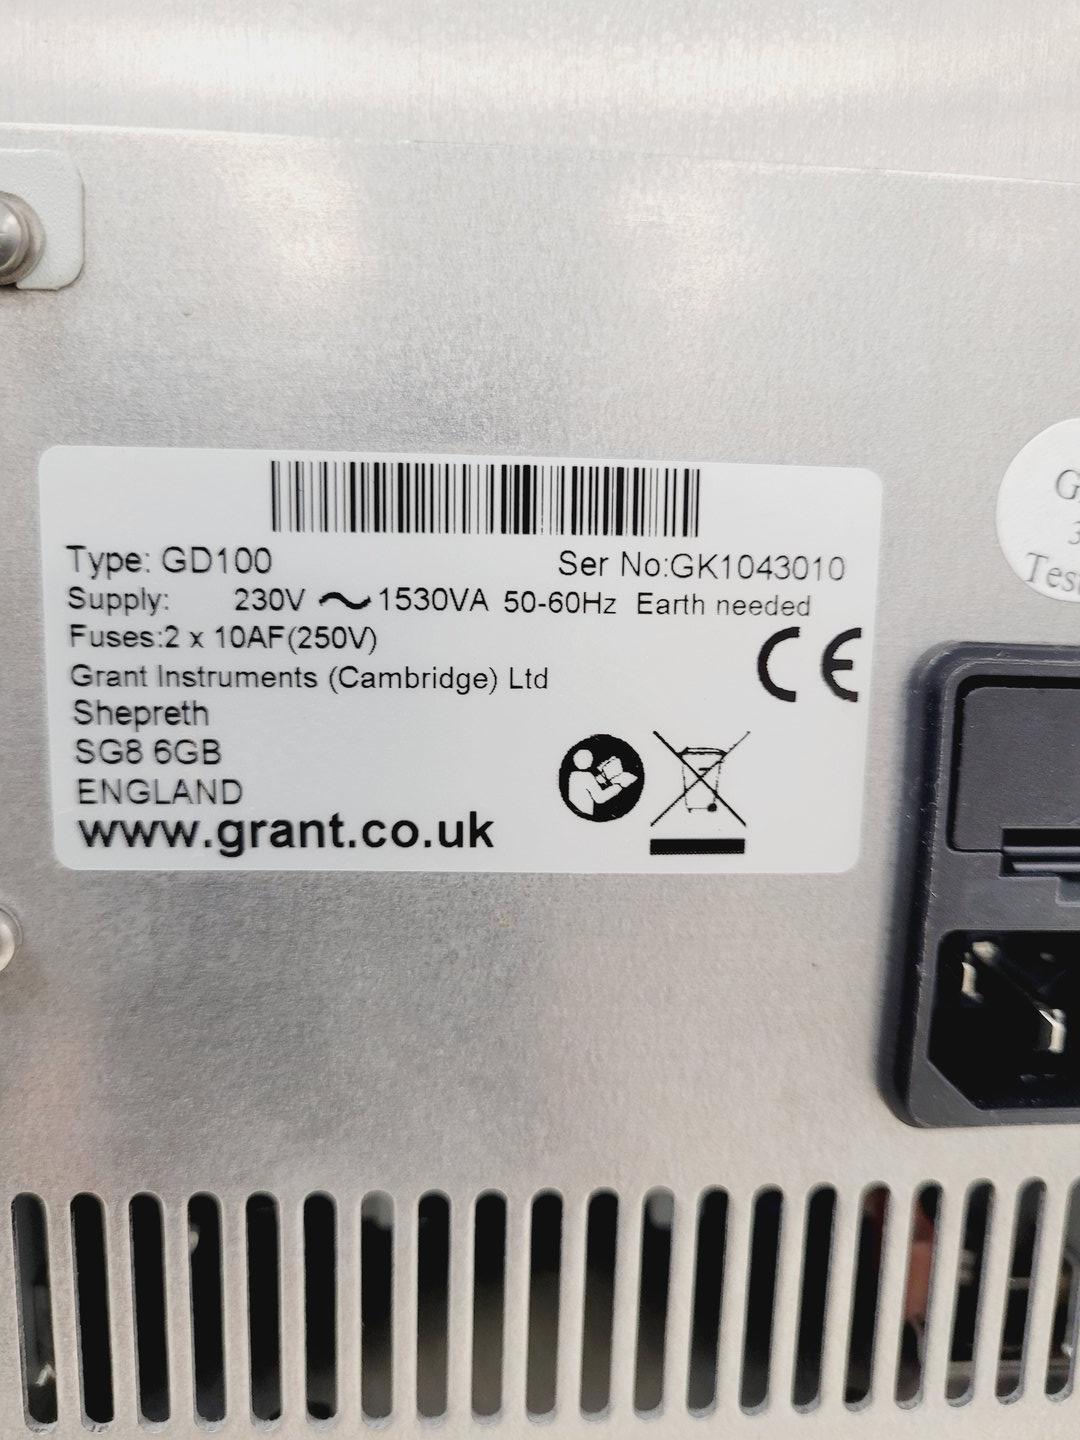 Type: GD100 Ser No:GK1043010
Supply: 230V ~ 1530VA 50-60Hz Earth needed
Fuses:2 x 10AF(250V)
Grant Instruments (Cambridge) Ltd
Shepreth
SG8 6GB
ENGLAND
www.grant.co.uk
CE